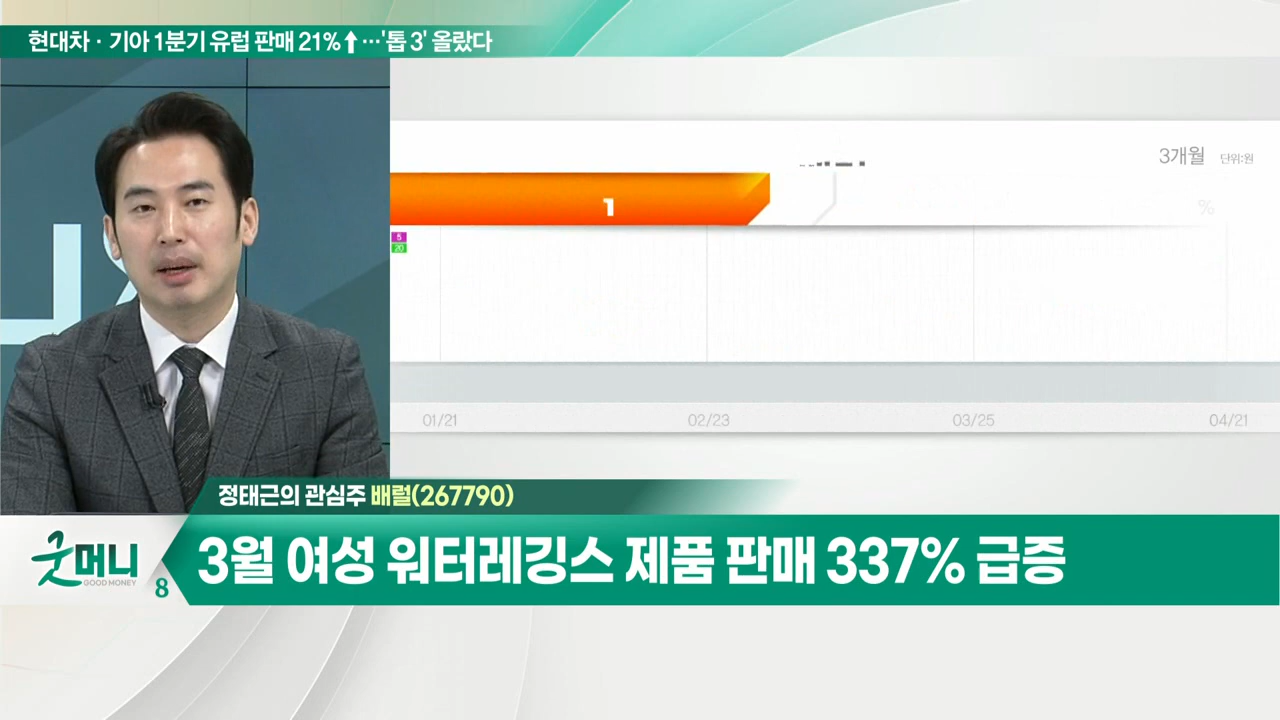 현대차·기아 1분기 유럽 판매 21%⬆…'톱 3' 올랐다
3개월 단위:원
1
%
5
20
01/21 02/23 03/25 04/21
정태근의 관심주 배럴(267790)
굿머니
GOOD MONEY
8
3월 여성 워터레깅스 제품 판매 337% 급증